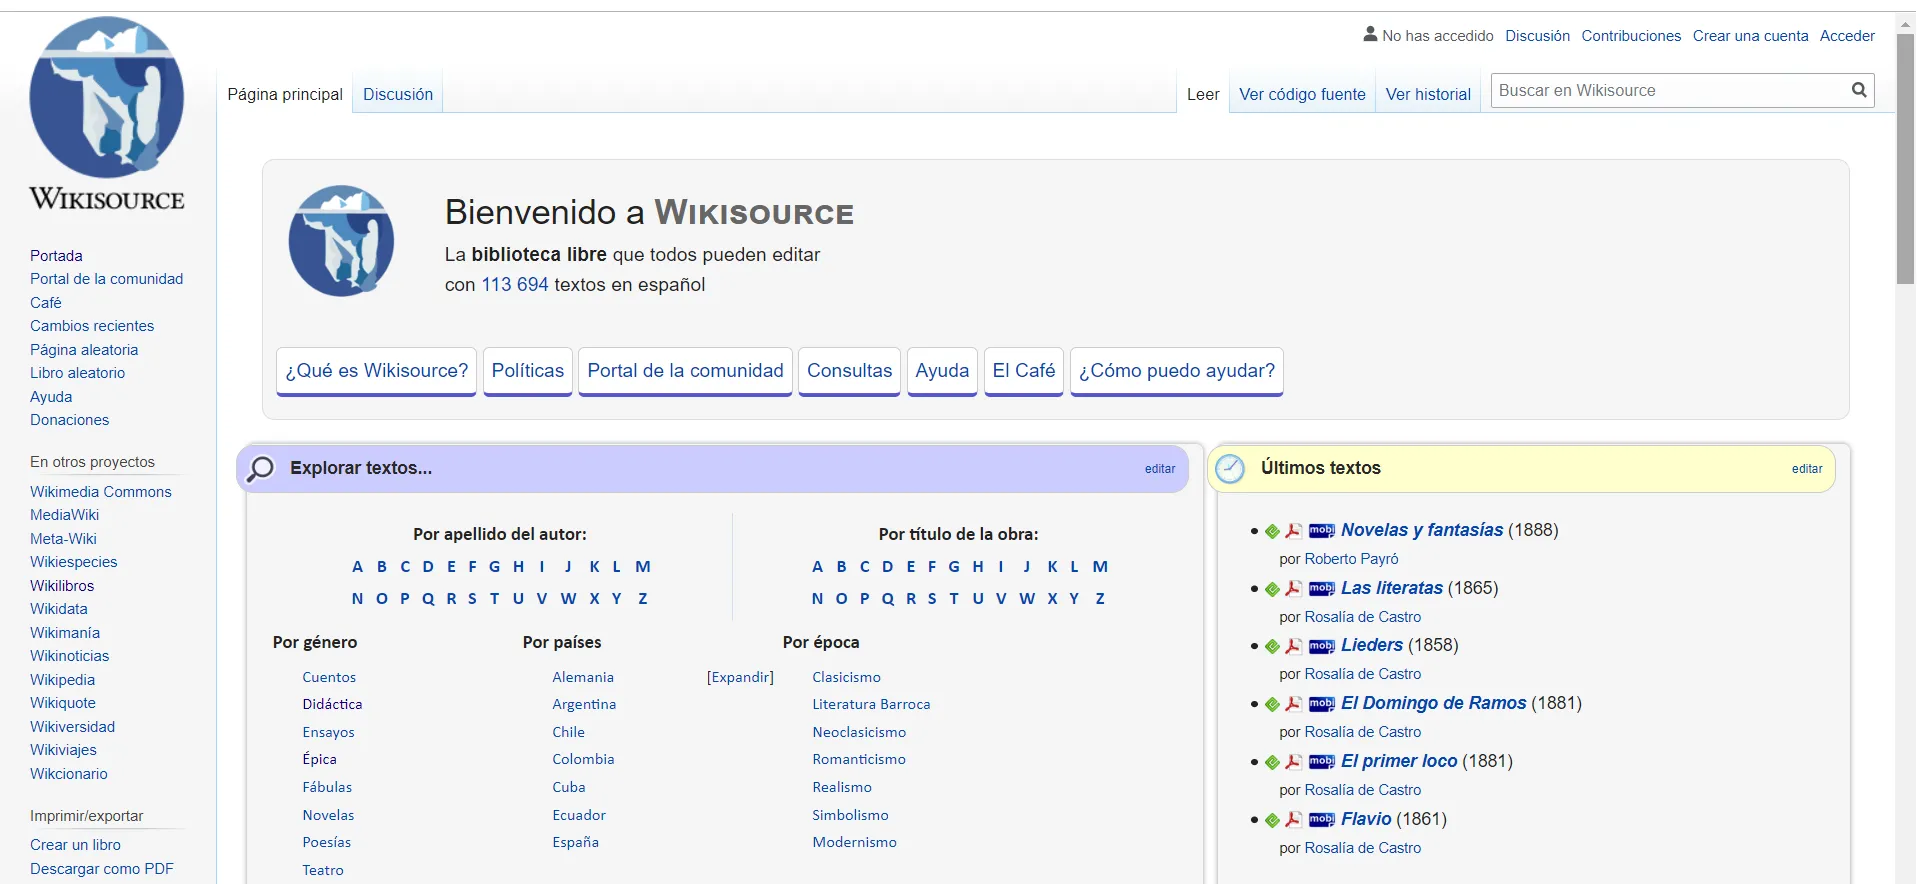 No has accedido Discusión Contribuciones Crear una cuenta Acceder
Página principal Discusión Leer Ver código fuente Ver historial Buscar en Wikisource
WIKISOURCE
Portada
Portal de la comunidad
Café
Cambios recientes
Página aleatoria
Libro aleatorio
Ayuda
Donaciones
En otros proyectos
Wikimedia Commons
MediaWiki
Meta-Wiki
Wikiespecies
Wikilibros
Wikidata
Wikimanía
Wikinoticias
Wikipedia
Wikiquote
Wikiversidad
Wikiviajes
Wikcionario
Imprimir/exportar
Crear un libro
Descargar como PDF
Bienvenido a WIKISOURCE
La biblioteca libre que todos pueden editar
con 113 694 textos en español
¿Qué es Wikisource? Políticas Portal de la comunidad Consultas Ayuda El Café ¿Cómo puedo ayudar?
Explorar textos... editar
Por apellido del autor:
A B C D E F G H I J K L M
N O P Q R S T U V W X Y Z
Por título de la obra:
A B C D E F G H I J K L M
N O P Q R S T U V W X Y Z
Por género
Cuentos
Didáctica
Ensayos
Épica
Fábulas
Novelas
Poesías
Teatro
Por países
[Expandir]
Alemania
Argentina
Chile
Colombia
Cuba
Ecuador
España
Por época
Clasicismo
Literatura Barroca
Neoclasicismo
Romanticismo
Realismo
Simbolismo
Modernismo
Últimos textos editar
mobi Novelas y fantasías (1888)
por Roberto Payró
mobi Las literatas (1865)
por Rosalía de Castro
mobi Lieders (1858)
por Rosalía de Castro
mobi El Domingo de Ramos (1881)
por Rosalía de Castro
mobi El primer loco (1881)
por Rosalía de Castro
mobi Flavio (1861)
por Rosalía de Castro